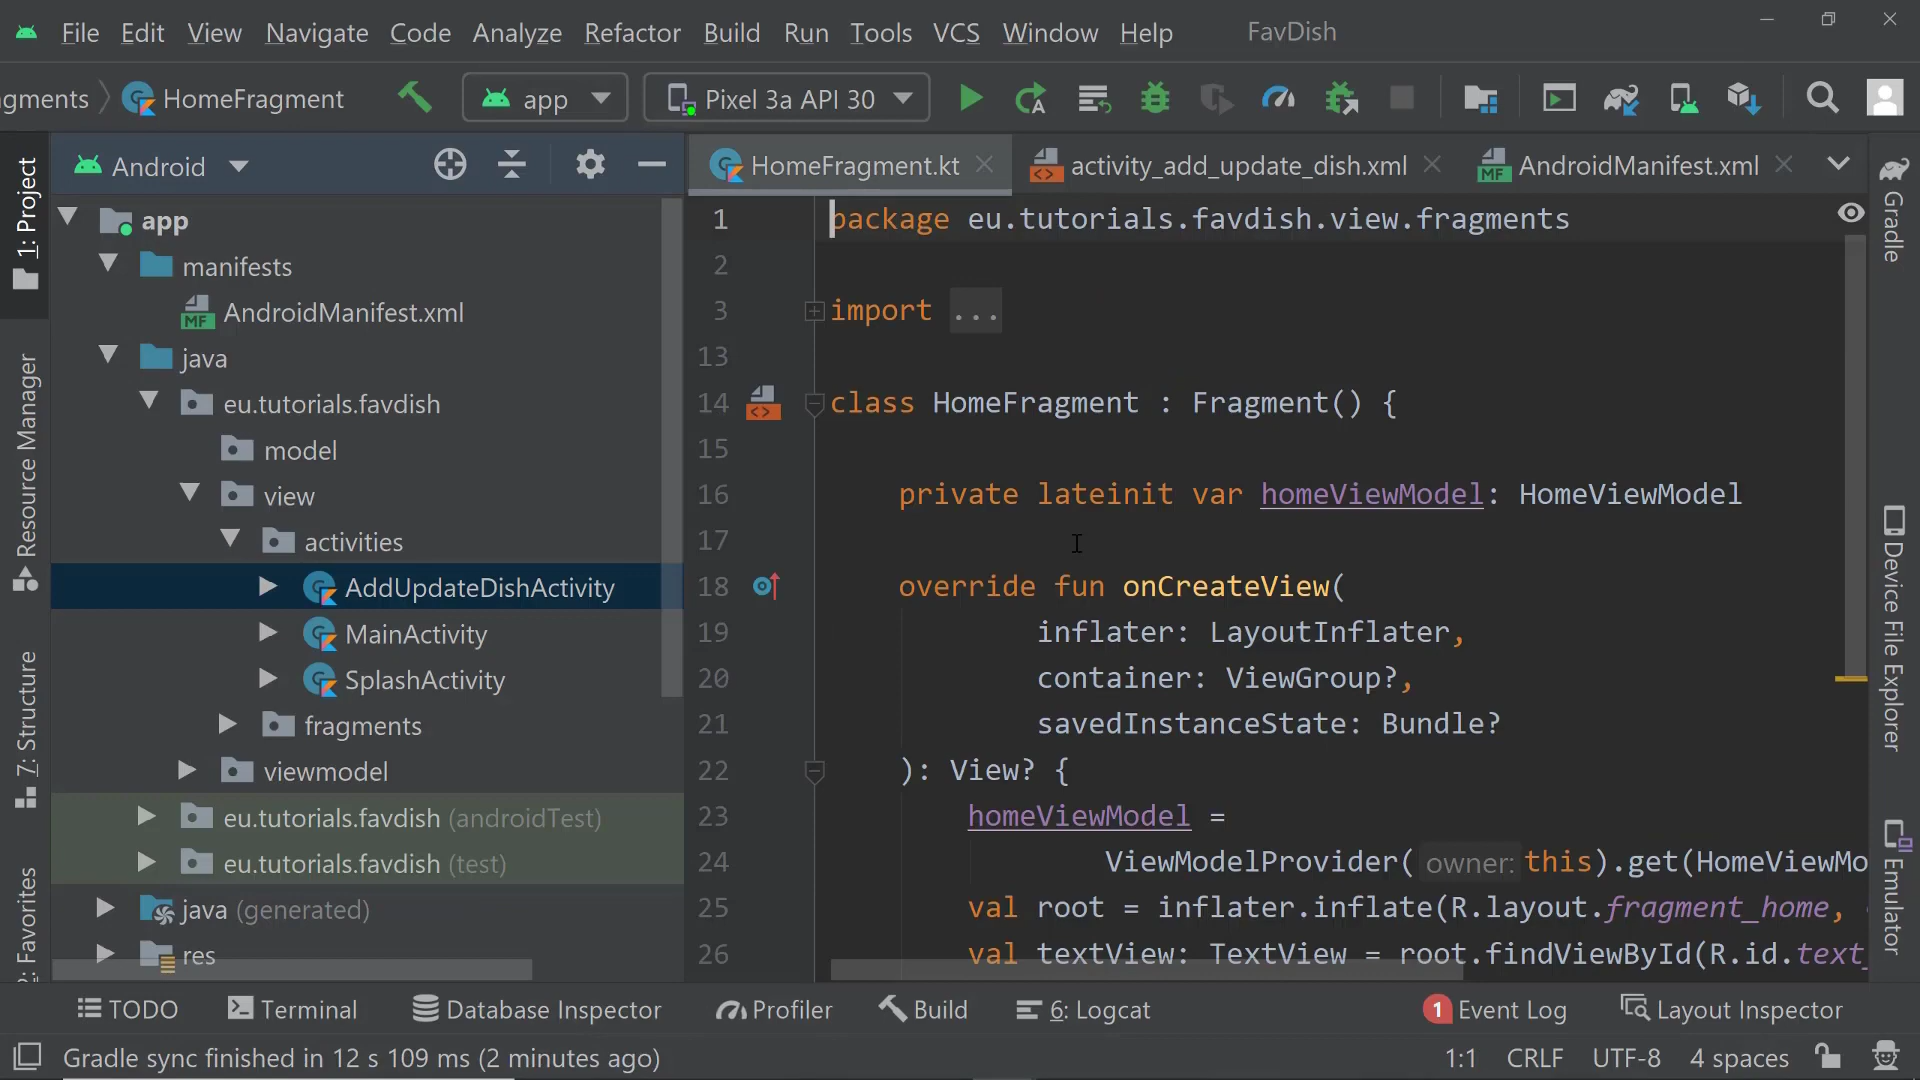 File Edit View Navigate Code Analyze Refactor Build Run Tools VCS Window Help FavDish
gments HomeFragment app Pixel 3a API 30
1: Project
Resource Manager
7: Structure
2: Favorites
Android
app
manifests
MF AndroidManifest.xml
java
eu.tutorials.favdish
model
view
activities
AddUpdateDishActivity
MainActivity
SplashActivity
fragments
viewmodel
eu.tutorials.favdish (androidTest)
eu.tutorials.favdish (test)
java (generated)
res
HomeFragment.kt activity_add_update_dish.xml MF AndroidManifest.xml
1 package eu.tutorials.favdish.view.fragments
2
3 import ...
13
14 class HomeFragment : Fragment() {
15
16 private lateinit var homeViewModel: HomeViewModel
17
18 override fun onCreateView(
19 inflater: LayoutInflater,
20 container: ViewGroup?,
21 savedInstanceState: Bundle?
22 ): View? {
23 homeViewModel =
24 ViewModelProvider( owner: this).get(HomeViewMo
25 val root = inflater.inflate(R.layout.fragment_home,
26 val textView: TextView = root.findViewById(R.id.text_
Gradle
Device File Explorer
Emulator
TODO Terminal Database Inspector Profiler Build 6: Logcat 1 Event Log Layout Inspector
Gradle sync finished in 12 s 109 ms (2 minutes ago) 1:1 CRLF UTF-8 4 spaces